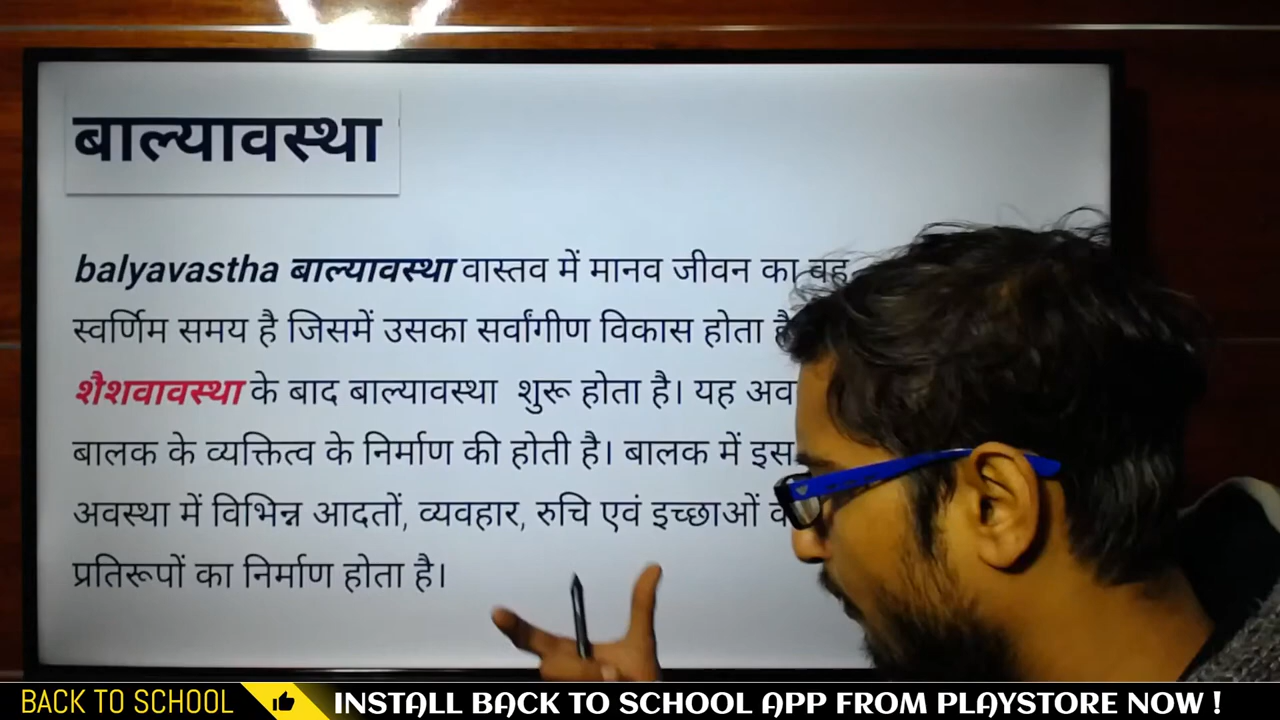 बाल्यावस्था
balyavastha बाल्यावस्था वास्तव में मानव जीवन का वह
स्वर्णिम समय है जिसमें उसका सर्वांगीण विकास होता
शैशवावस्था के बाद बाल्यावस्था शुरू होता है। यह
बालक के व्यक्तित्व के निर्माण की होती है। बालक में इस
अवस्था में विभिन्न आदतों, व्यवहार, रुचि एवं इच्छाओं
प्रतिरूपों का निर्माण होता है।
BACK TO SCHOOL INSTALL BACK TO SCHOOL APP FROM PLAYSTORE NOW !